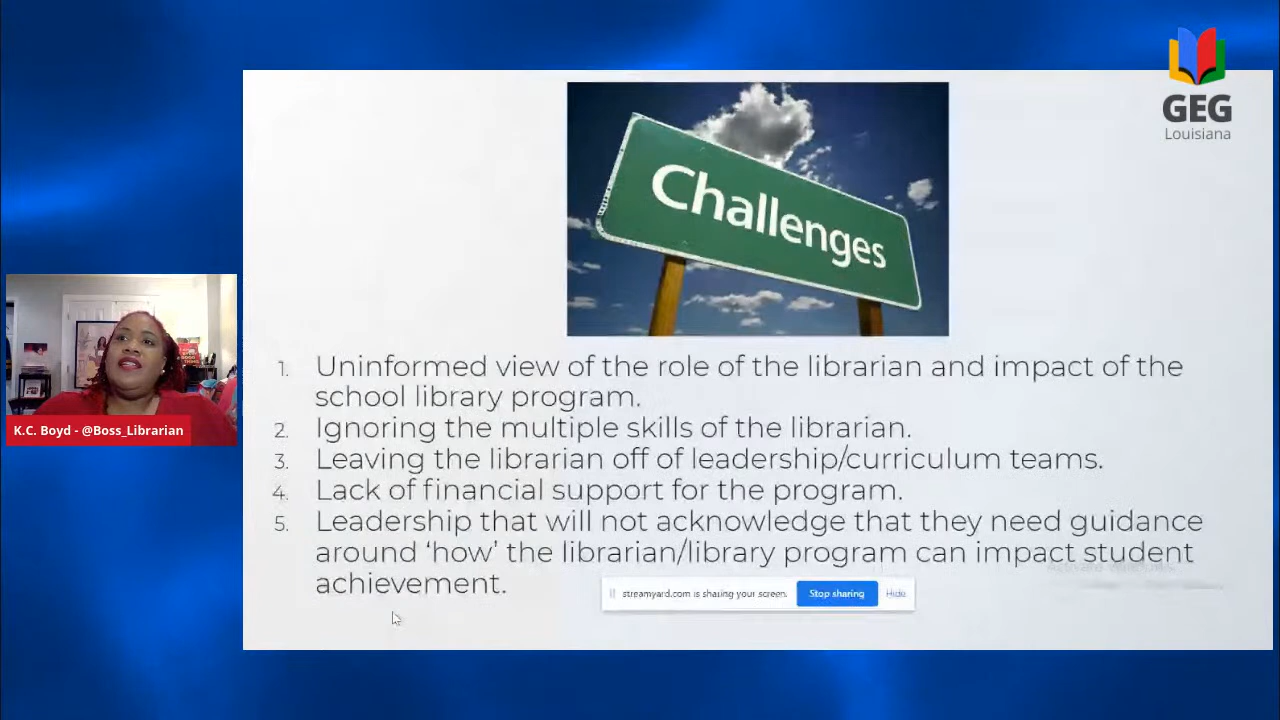 GEG
Louisiana
Challenges
1. Uninformed view of the role of the librarian and impact of the
school library program.
2. Ignoring the multiple skills of the librarian.
3. Leaving the librarian off of leadership/curriculum teams.
4. Lack of financial support for the program.
5. Leadership that will not acknowledge that they need guidance
around ‘how’ the librarian/library program can impact student
achievement.
streamyard.com is sharing your screen. Stop sharing Hide
K.C. Boyd - @Boss_Librarian